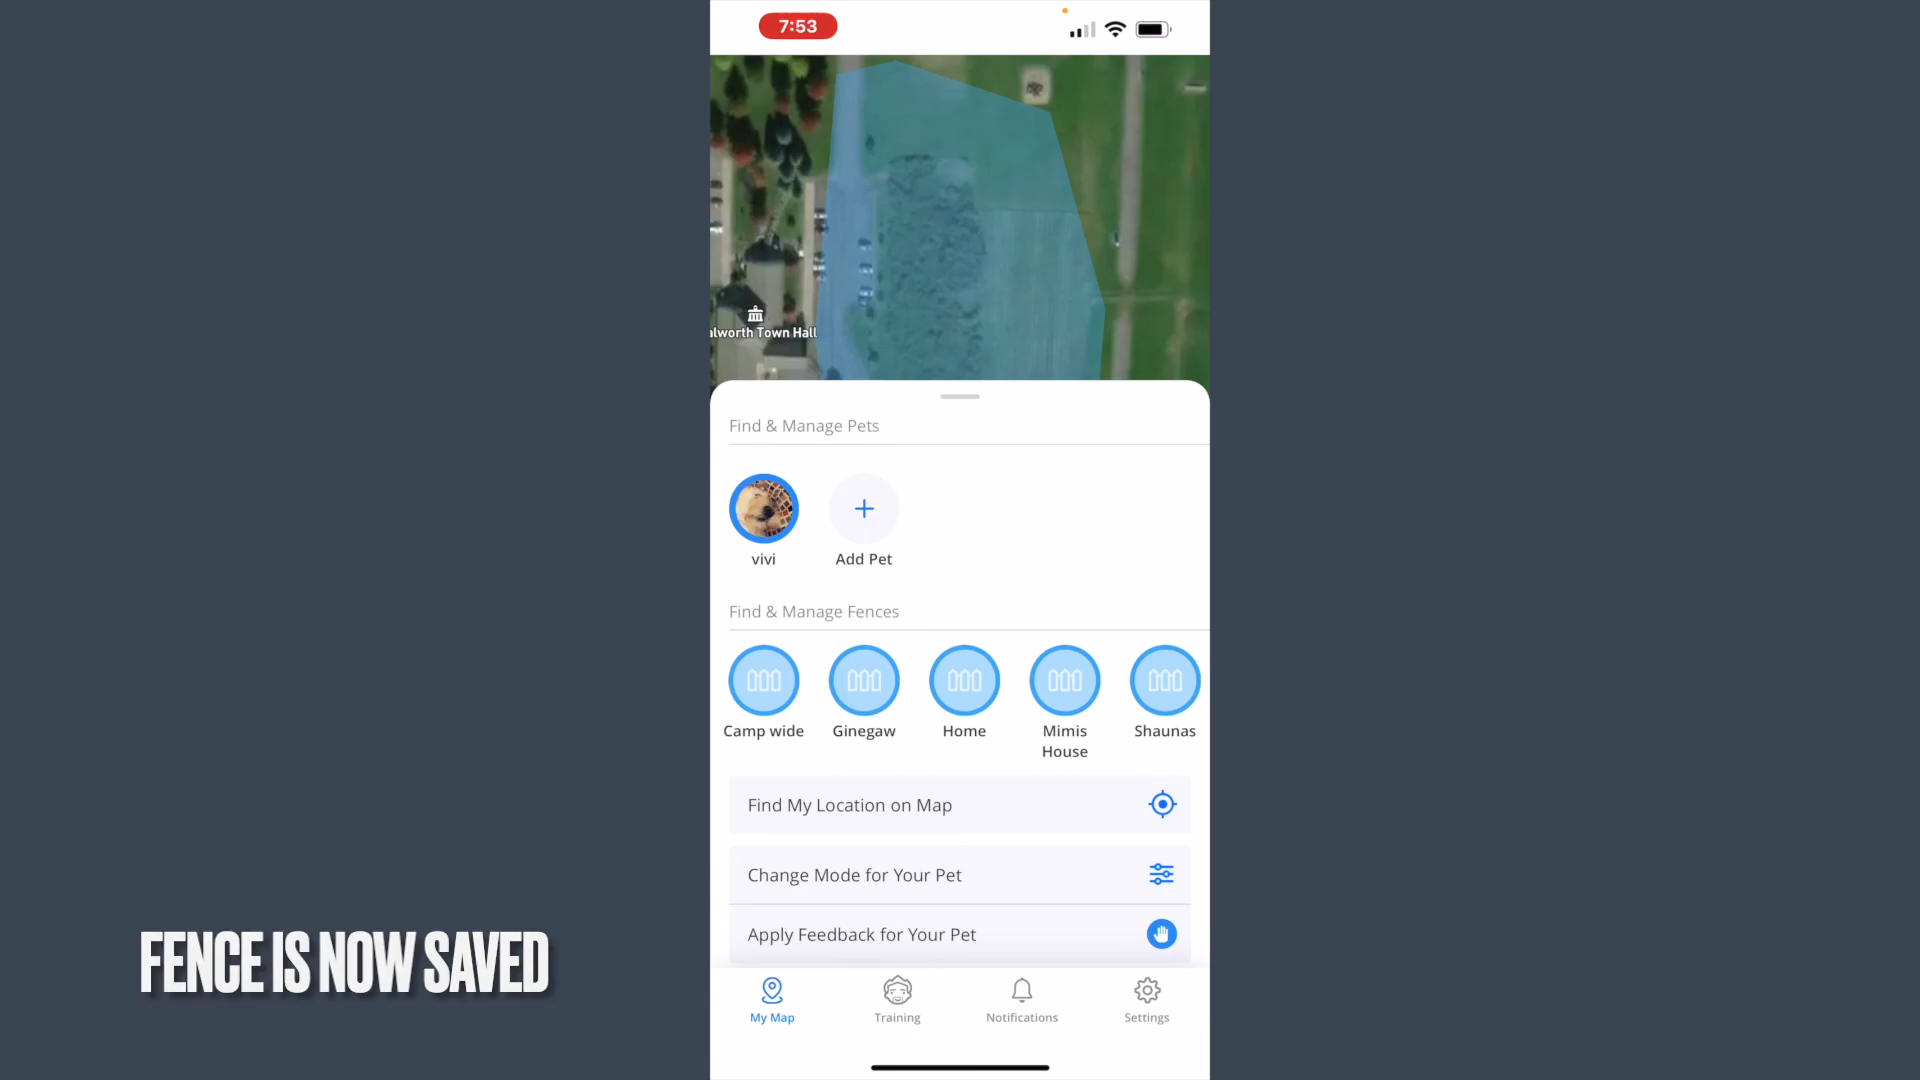 7:53
alworth Town Hall
Find & Manage Pets
vivi
Add Pet
Find & Manage Fences
Camp wide
Ginegaw
Home
Mimis House
Shaunas
Find My Location on Map
Change Mode for Your Pet
Apply Feedback for Your Pet
FENCE IS NOW SAVED
My Map
Training
Notifications
Settings